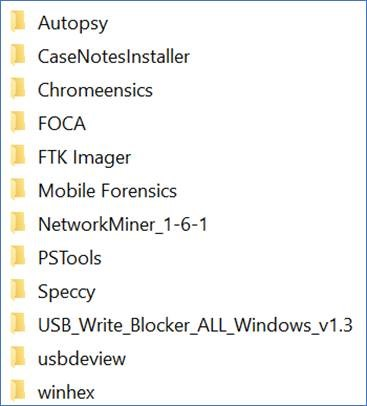 Autopsy
CaseNotesInstaller
Chromeensics
FOCA
FTK Imager
Mobile Forensics
NetworkMiner_1-6-1
PSTools
Speccy
USB_Write_Blocker_ALL_Windows_v1.3
usbdeview
winhex